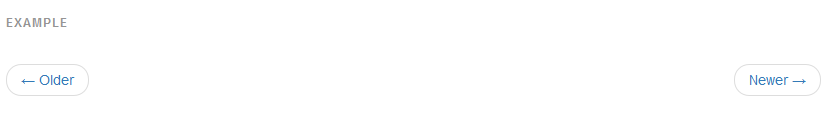 EXAMPLE
← Older
Newer →